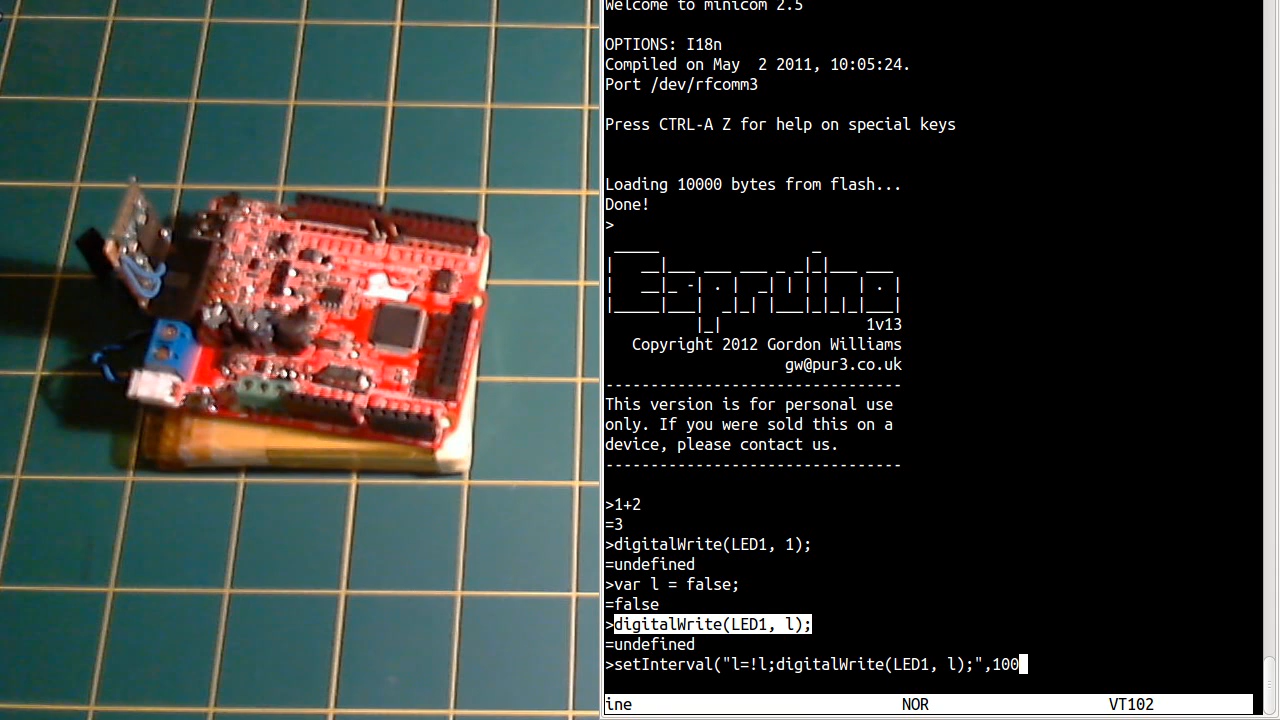 Welcome to minicom 2.5
OPTIONS: I18n
Compiled on May  2 2011, 10:05:24.
Port /dev/rfcomm3
Press CTRL-A Z for help on special keys
Loading 10000 bytes from flash...
Done!
>
Espruino
1v13
Copyright 2012 Gordon Williams
gw@pur3.co.uk
--------------------------------
This version is for personal use
only. If you were sold this on a
device, please contact us.
--------------------------------
>1+2
=3
>digitalWrite(LED1, 1);
=undefined
>var l = false;
=false
>digitalWrite(LED1, l);
=undefined
>setInterval("l=!l;digitalWrite(LED1, l);",100
ine NOR VT102